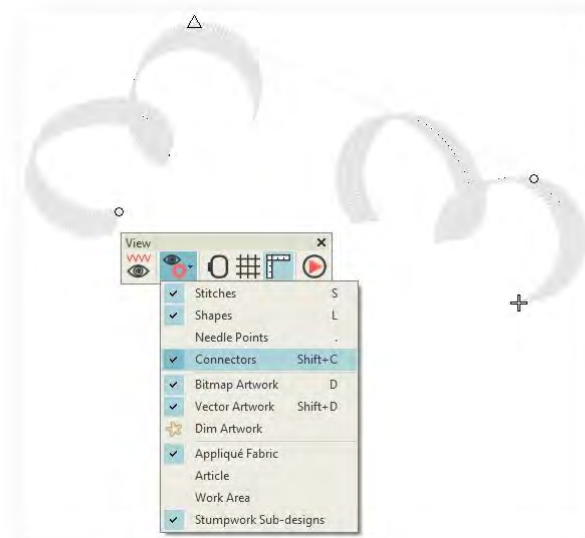 View
Stitches S
Shapes L
Needle Points .
Connectors Shift+C
Bitmap Artwork D
Vector Artwork Shift+D
Dim Artwork
Appliqué Fabric
Article
Work Area
Stumpwork Sub-designs